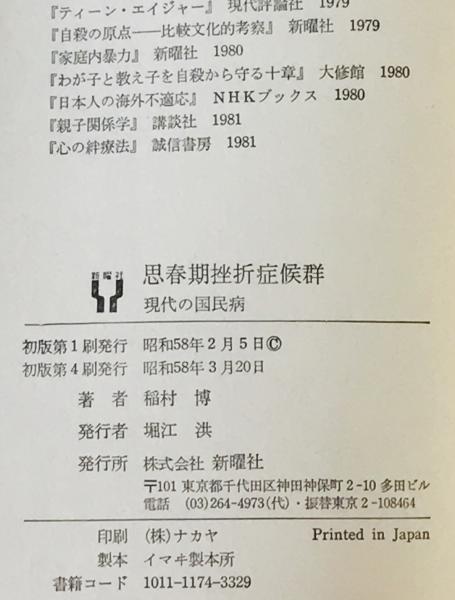 『ティーン・エイジャー』 現代評論社 1979
『自殺の原点――比較文化的考察』 新曜社 1979
『家庭内暴力』 新曜社 1980
『わが子と教え子を自殺から守る十章』 大修館 1980
『日本人の海外不適応』 NHKブックス 1980
『親子関係学』 講談社 1981
『心の絆療法』 誠信書房 1981
新曜社
思春期挫折症候群
現代の国民病
初版第1刷発行 昭和58年2月5日©
初版第4刷発行 昭和58年3月20日
著者 稲村 博
発行者 堀江 洪
発行所 株式会社 新曜社
〒101 東京都千代田区神田神保町2-10 多田ビル
電話 (03)264-4973(代)・振替東京2-108464
印刷 (株)ナカヤ Printed in Japan
製本 イマヰ製本所
書籍コード 1011-1174-3329